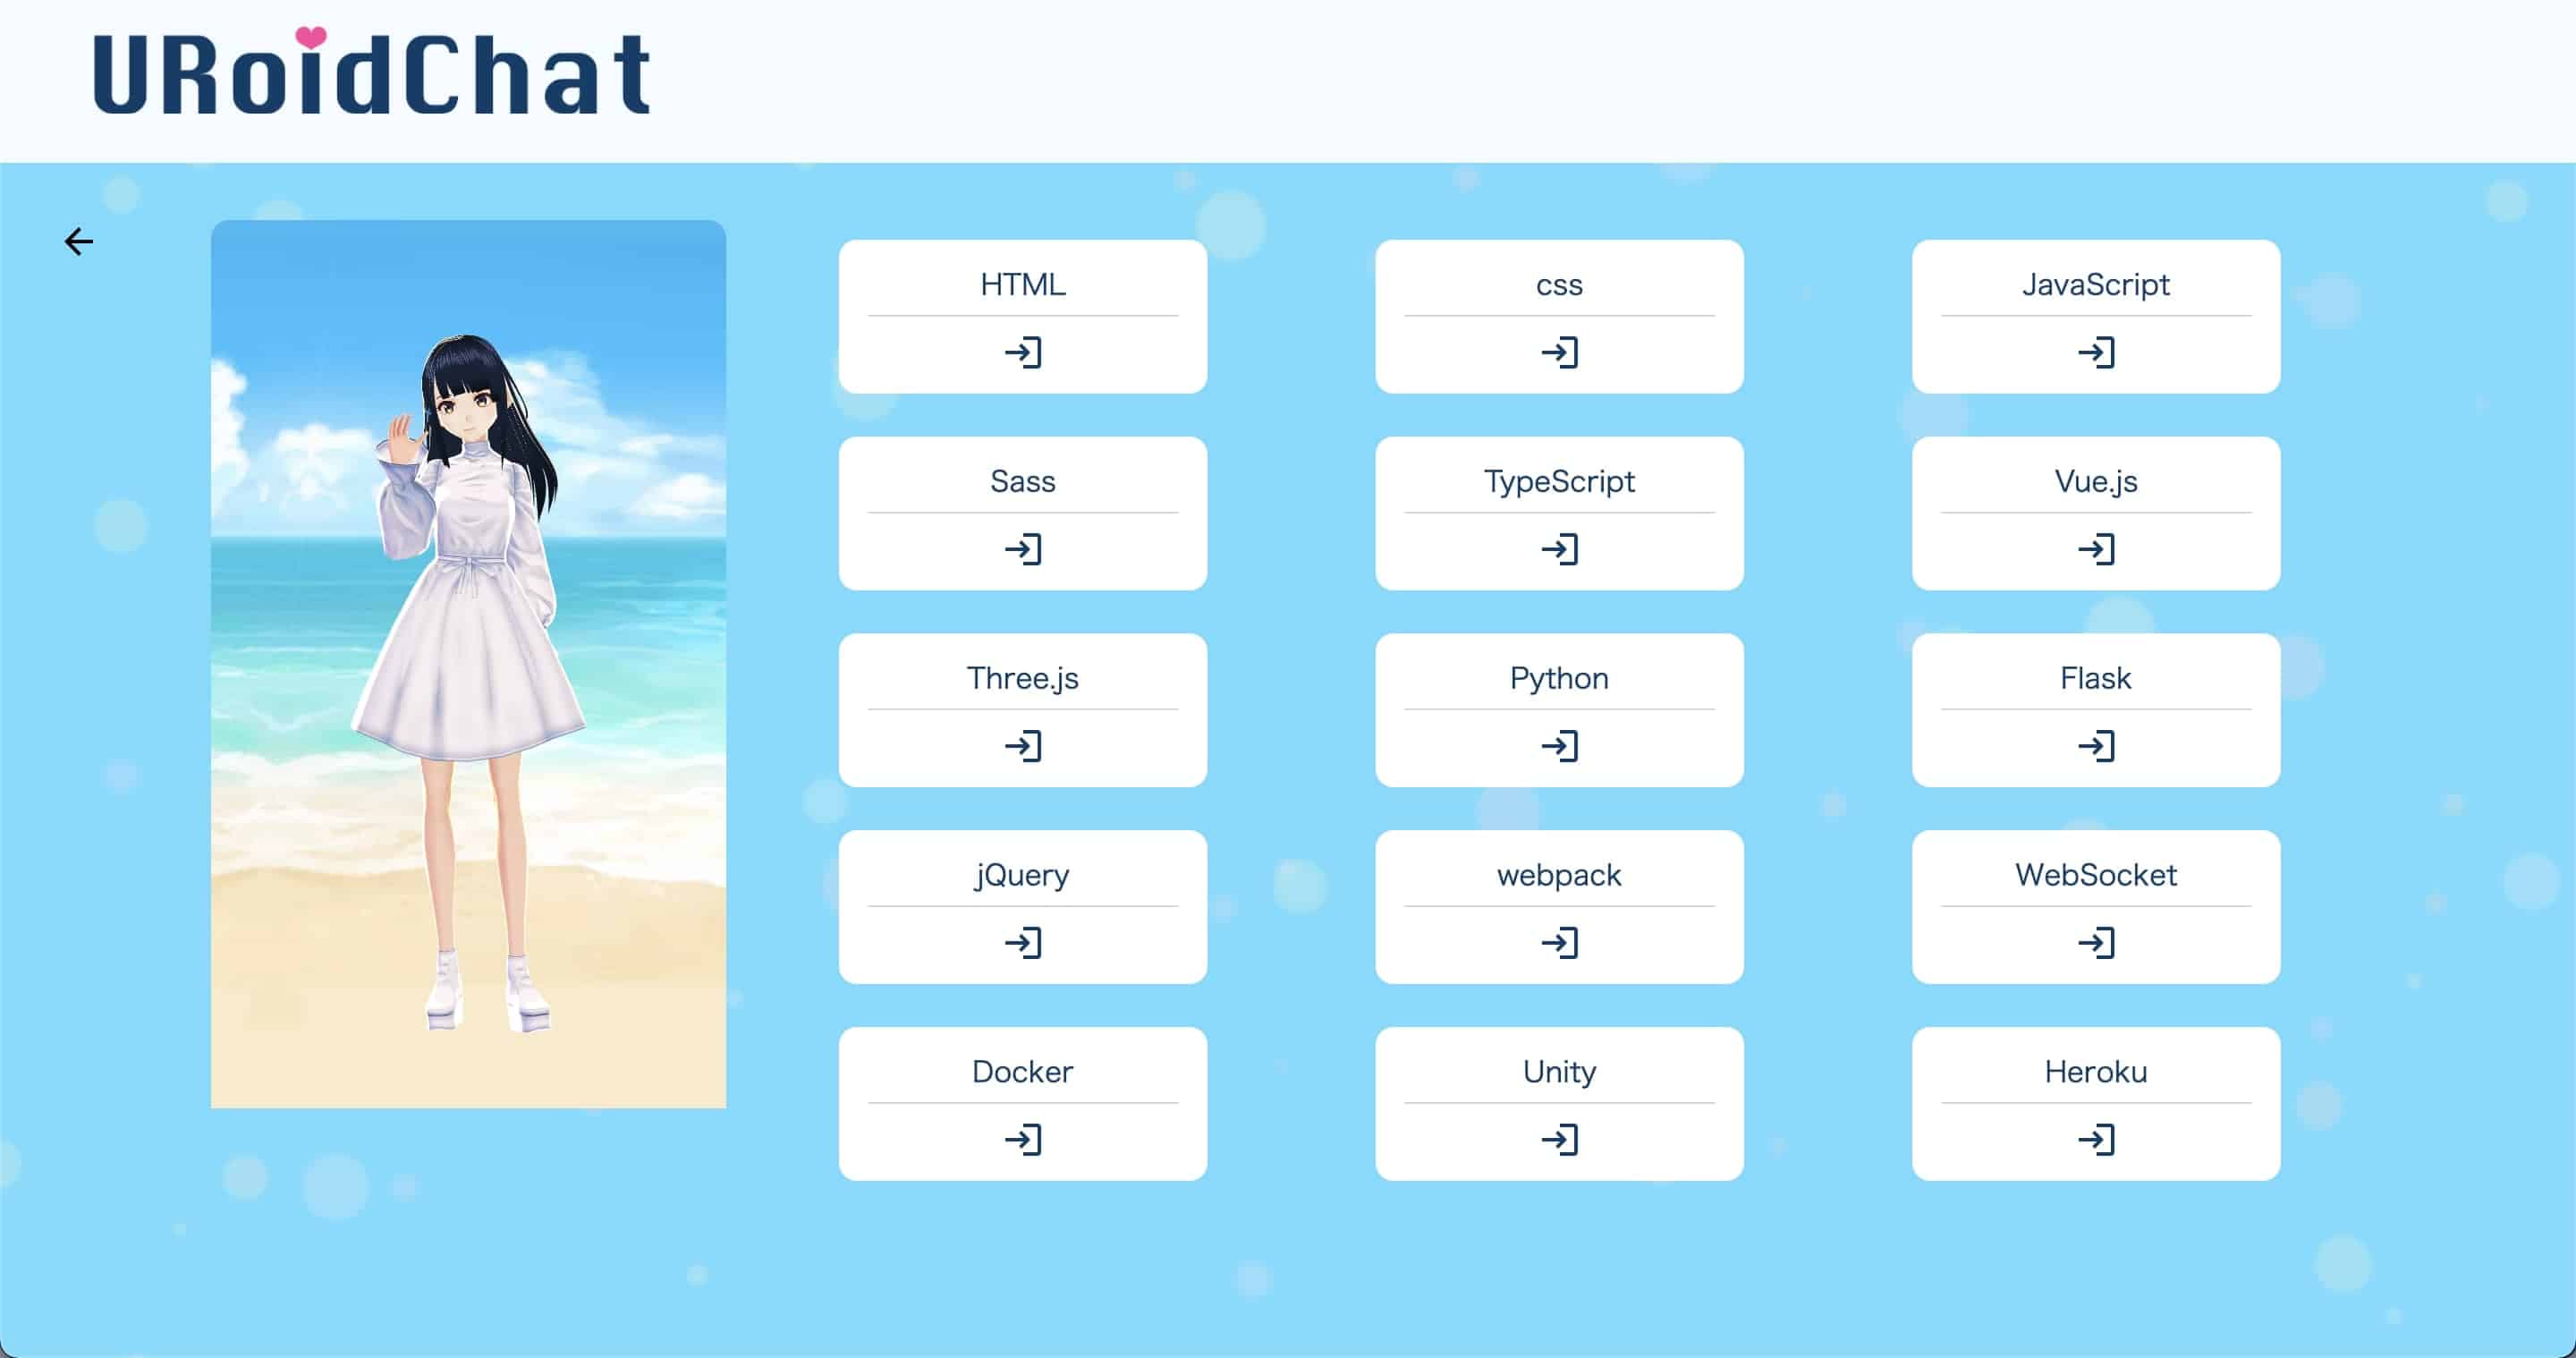 URoidChat
HTML
css
JavaScript
Sass
TypeScript
Vue.js
Three.js
Python
Flask
jQuery
webpack
WebSocket
Docker
Unity
Heroku